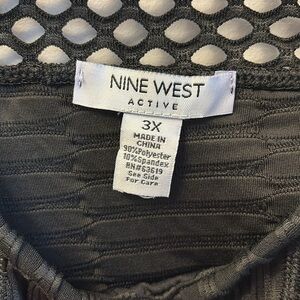 NINE WEST
ACTIVE
3X
MADE IN
CHINA
90%Polyester
10%Spandex
RN#63619
See Side
For Care